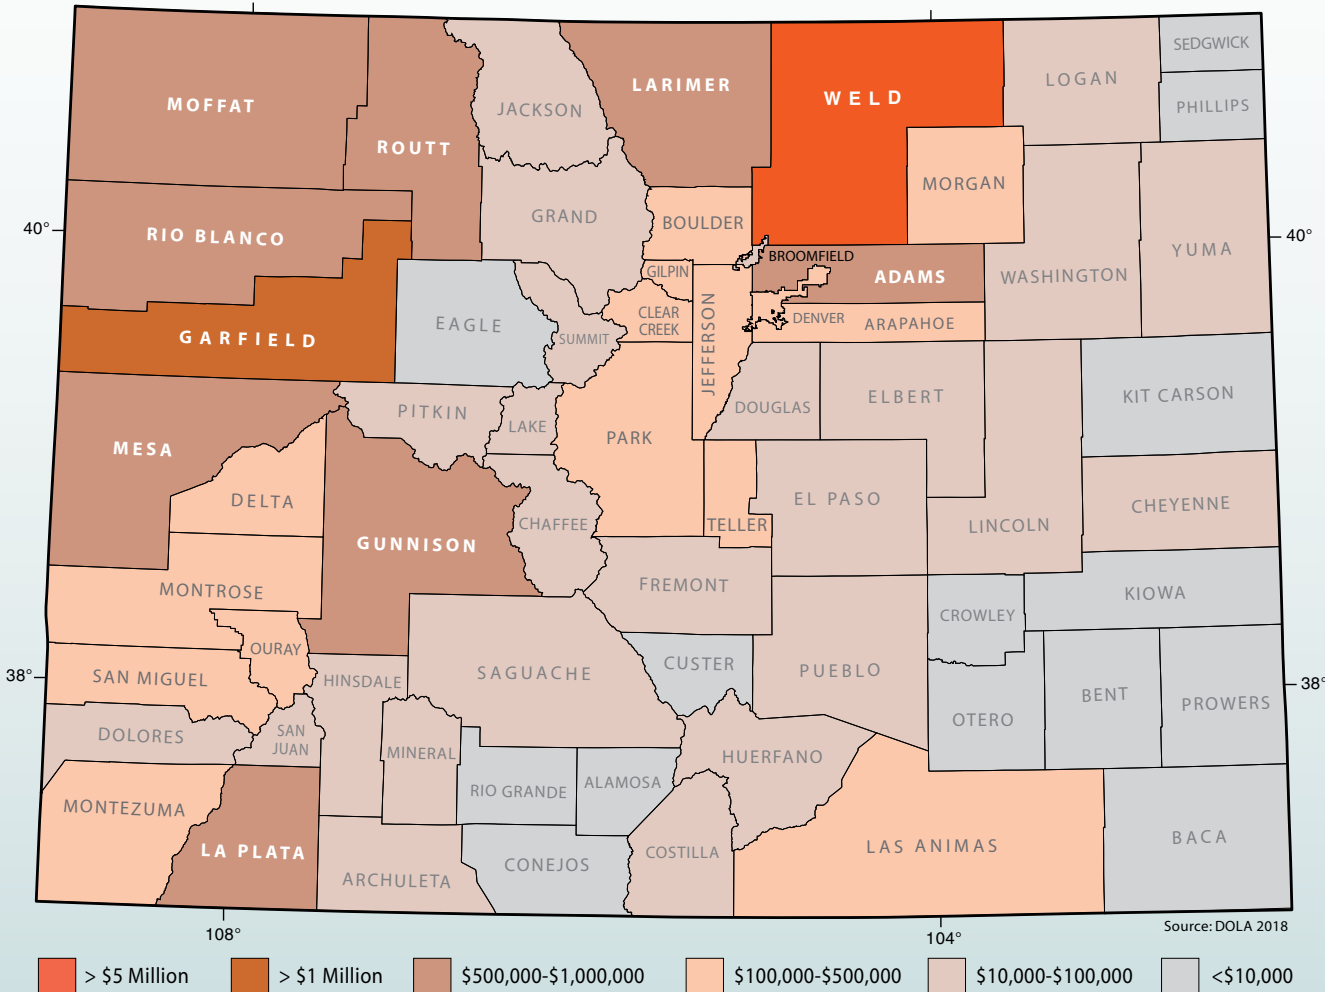 SEDGWICK
LOGAN
LARIMER
WELD
MOFFAT
JACKSON
PHILLIPS
ROUTT
MORGAN
GRAND
BOULDER
40°
RIO BLANCO
40°
YUMA
BROOMFIELD
GILPIN
ADAMS
WASHINGTON
CLEAR
CREEK
DENVER
ARAPAHOE
EAGLE
GARFIELD
SUMMIT
JEFFERSON
KIT CARSON
ELBERT
DOUGLAS
PITKIN
LAKE
PARK
MESA
DELTA
EL PASO
CHEYENNE
CHAFFEE
TELLER
LINCOLN
GUNNISON
FREMONT
MONTROSE
KIOWA
CROWLEY
OURAY
CUSTER
SAGUACHE
PUEBLO
38°
SAN MIGUEL
HINSDALE
38°
BENT
PROWERS
OTERO
DOLORES
SAN
JUAN
MINERAL
HUERFANO
RIO GRANDE
ALAMOSA
MONTEZUMA
BACA
LA PLATA
COSTILLA
LAS ANIMAS
CONEJOS
ARCHULETA
108°
104°
Source: DOLA 2018
> $5 Million
> $1 Million
$500,000-$1,000,000
$100,000-$500,000
$10,000-$100,000
<$10,000